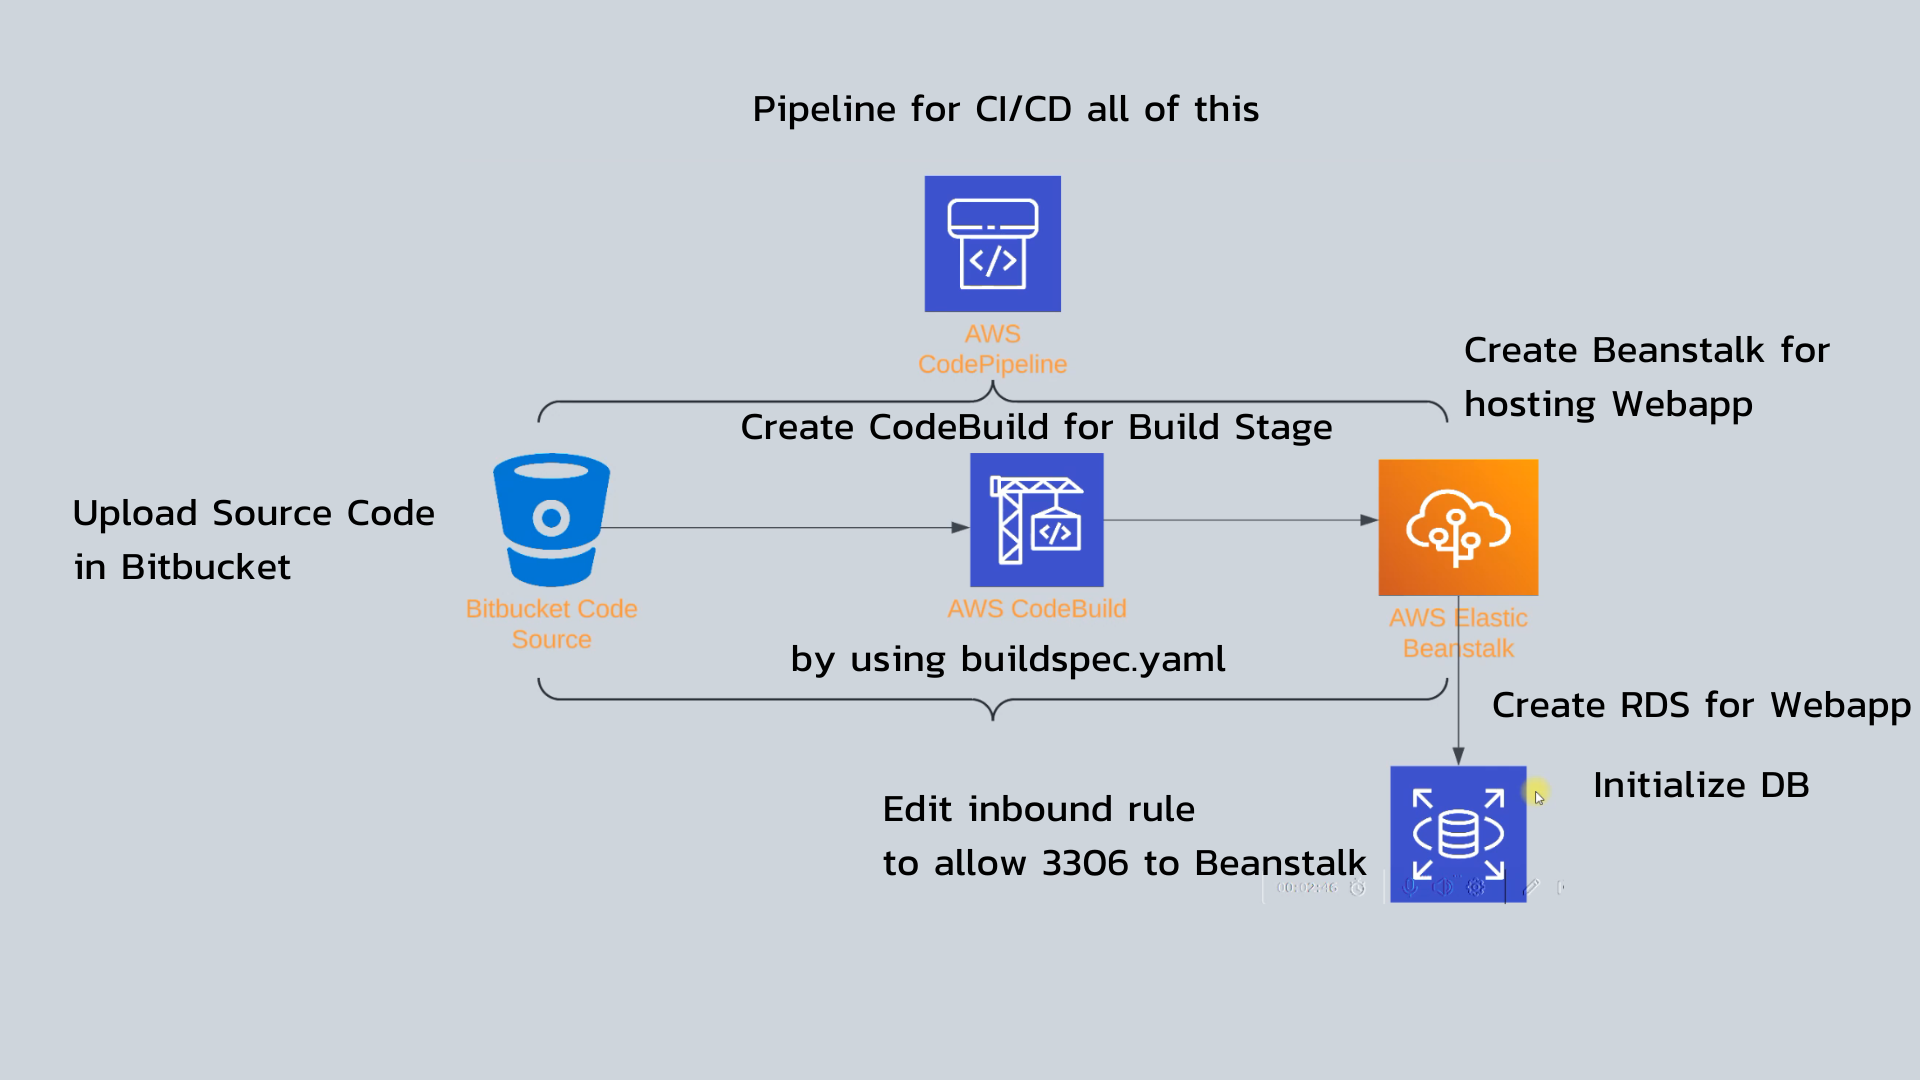 Pipeline for CI/CD all of this
</>
AWS
CodePipeline
Create Beanstalk for
hosting Webapp
Create CodeBuild for Build Stage
Upload Source Code
in Bitbucket
</>
Bitbucket Code
Source
AWS CodeBuild
AWS Elastic
Beanstalk
by using buildspec.yaml
Create RDS for Webapp
Initialize DB
Edit inbound rule
to allow 3306 to Beanstalk
00:02:46